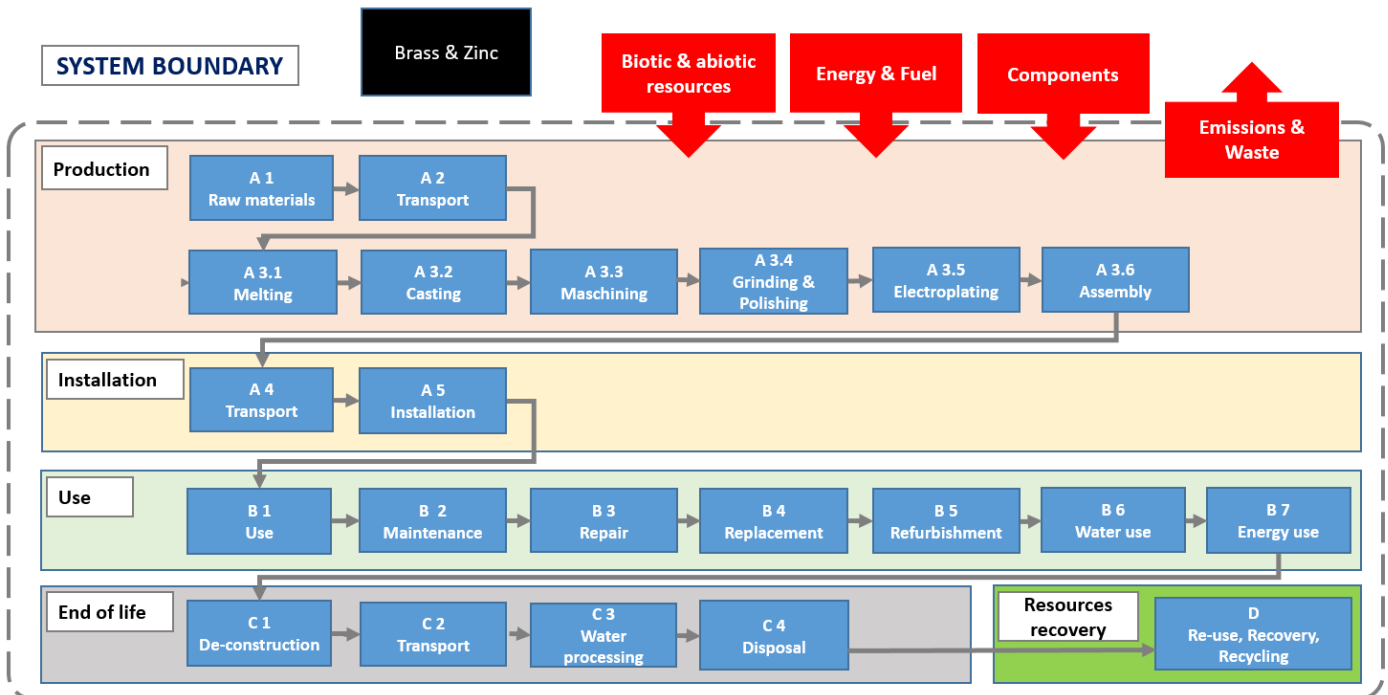 SYSTEM BOUNDARY
Brass & Zinc
Biotic & abiotic
resources
Energy & Fuel
Components
Emissions &
Waste
Production
A 1
Raw materials
A 2
Transport
A 3.1
Melting
A 3.2
Casting
A 3.3
Maschining
A 3.4
Grinding &
Polishing
A 3.5
Electroplating
A 3.6
Assembly
Installation
A 4
Transport
A 5
Installation
Use
B 1
Use
B 2
Maintenance
B 3
Repair
B 4
Replacement
B 5
Refurbishment
B 6
Water use
B 7
Energy use
End of life
C 1
De-construction
C 2
Transport
C 3
Water
processing
C 4
Disposal
Resources
recovery
D
Re-use, Recovery,
Recycling